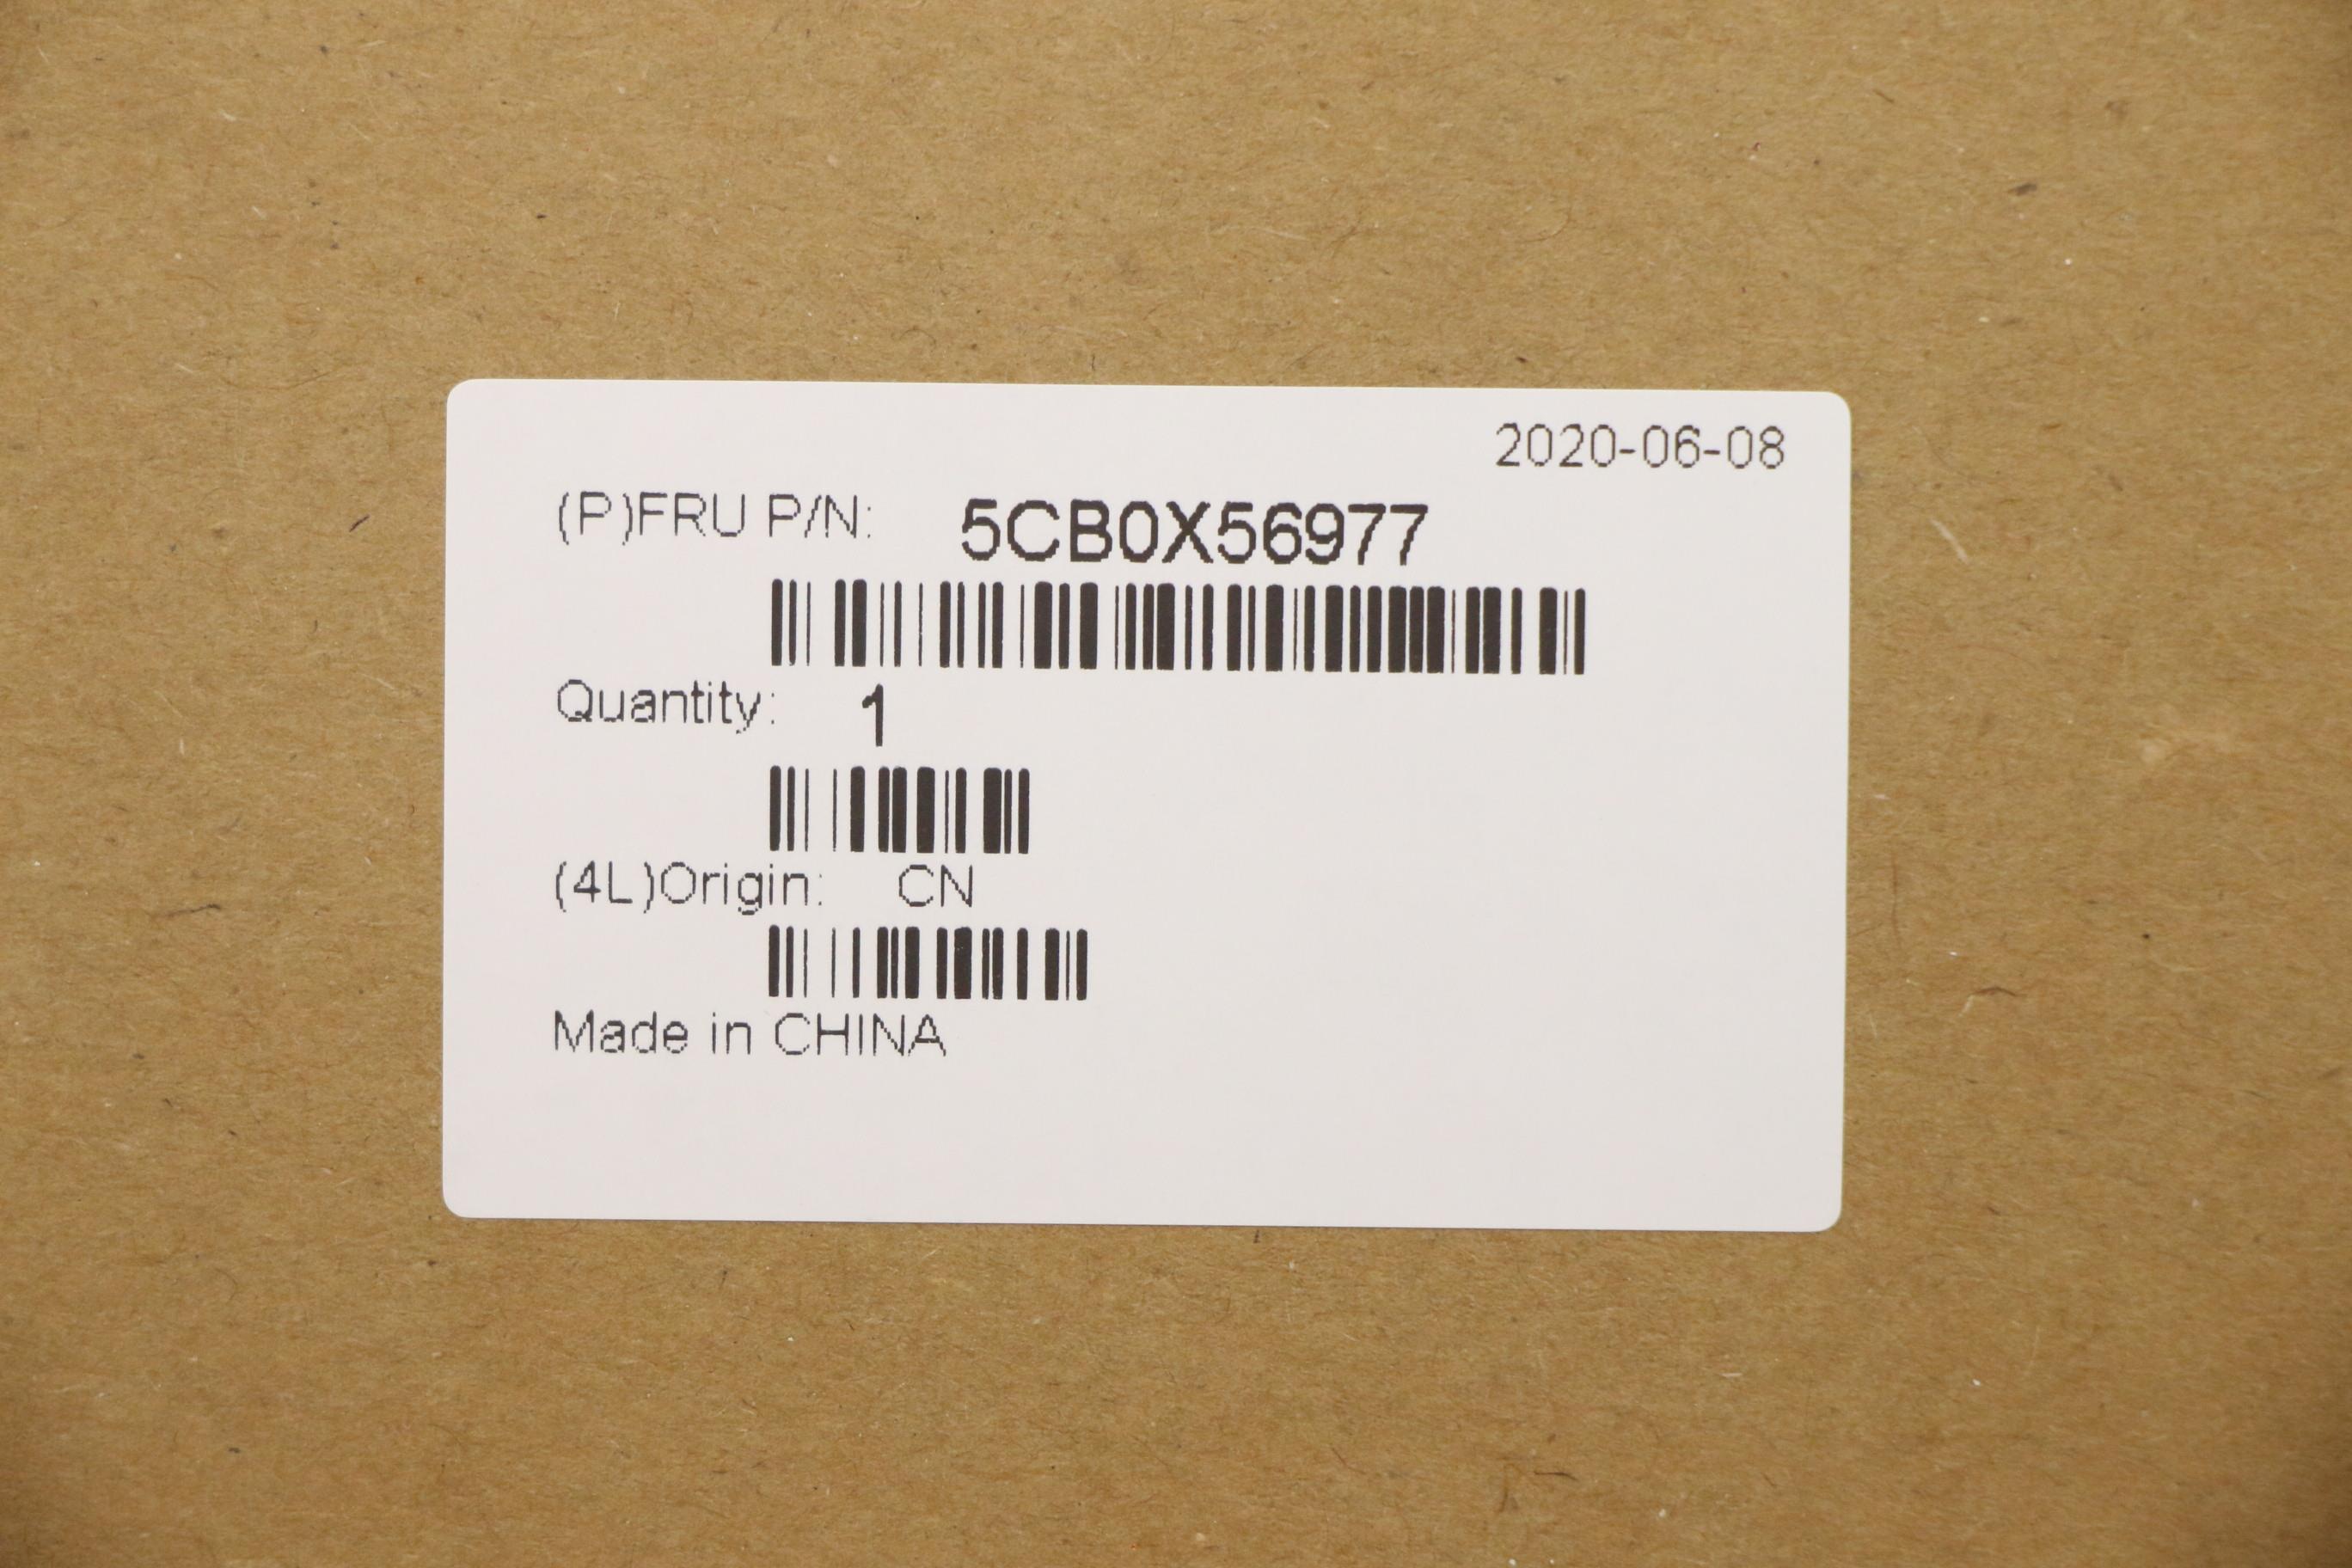 2020-06-08
(P)FRU P/N: 5CB0X56977
Quantity: 1
(4L)Origin: CN
Made in CHINA